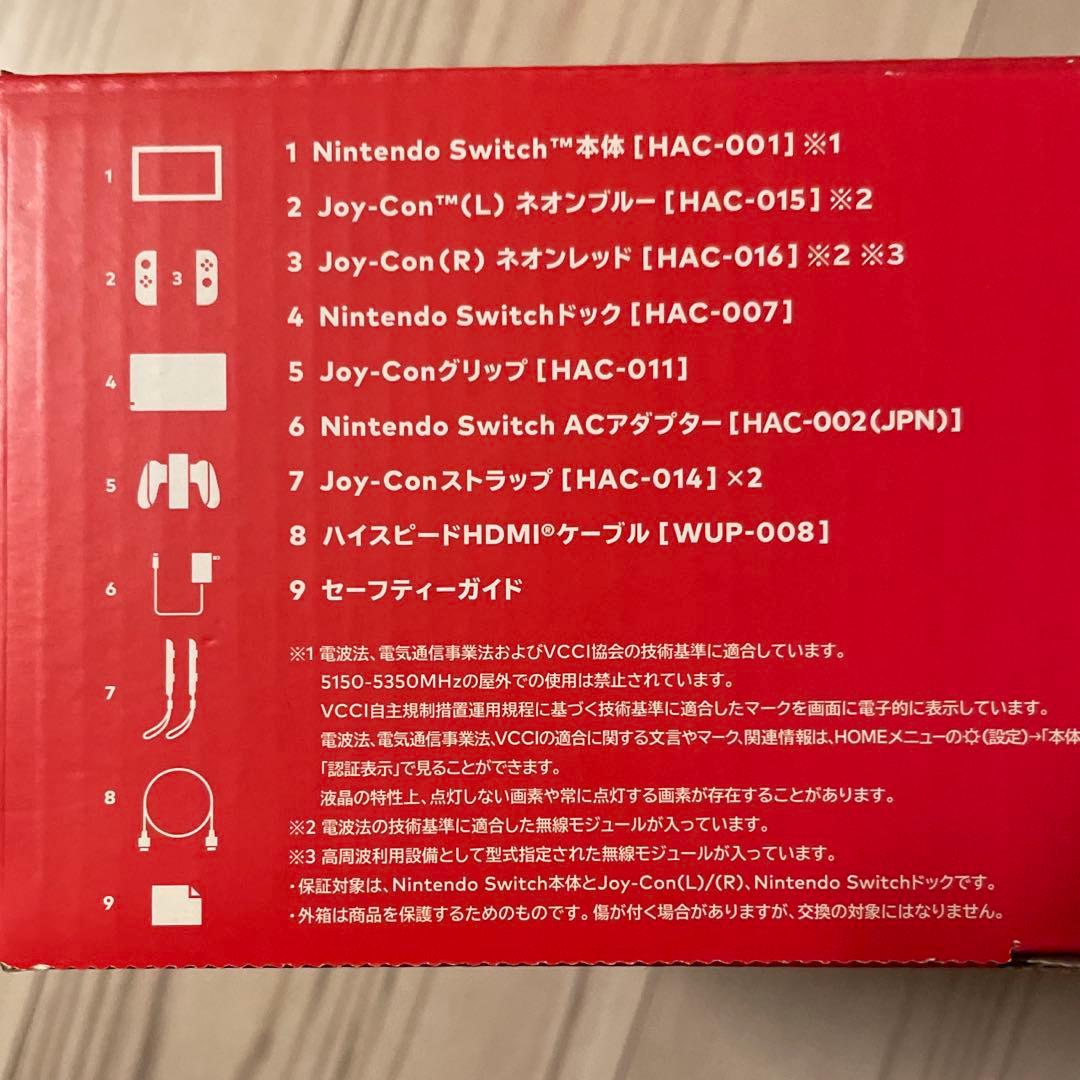 1 Nintendo Switch™本体 [HAC-001] ※1
2 Joy-Con™(L) ネオンブルー [HAC-015] ※2
3 Joy-Con(R) ネオンレッド [HAC-016] ※2 ※3
4 Nintendo Switchドック [HAC-007]
5 Joy-Conグリップ [HAC-011]
6 Nintendo Switch ACアダプター [HAC-002(JPN)]
7 Joy-Conストラップ [HAC-014] ×2
8 ハイスピードHDMI®ケーブル [WUP-008]
9 セーフティーガイド
1
2 3
4
5
6
7
8
9
※1 電波法、電気通信事業法およびVCCI協会の技術基準に適合しています。
5150-5350MHzの屋外での使用は禁止されています。
VCCI自主規制措置運用規程に基づく技術基準に適合したマークを画面に電子的に表示しています。
電波法、電気通信事業法、VCCIの適合に関する文言やマーク、関連情報は、HOMEメニューの(設定)→「本体
「認証表示」で見ることができます。
液晶の特性上、点灯しない画素や常に点灯する画素が存在することがあります。
※2 電波法の技術基準に適合した無線モジュールが入っています。
※3 高周波利用設備として型式指定された無線モジュールが入っています。
・保証対象は、Nintendo Switch本体とJoy-Con(L)/(R)、Nintendo Switchドックです。
・外箱は商品を保護するためのものです。傷が付く場合がありますが、交換の対象にはなりません。